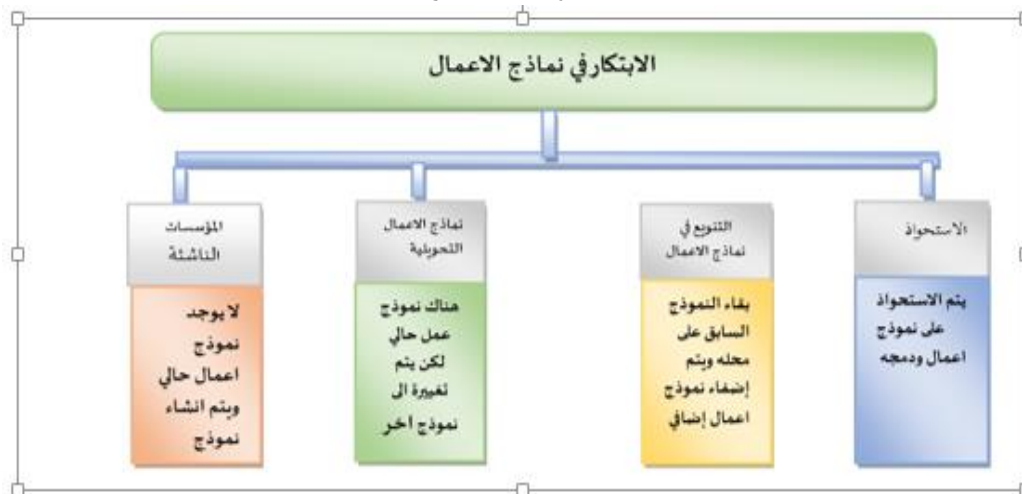 الابتكار في نماذج الاعمال
الاستحواذ
يتم الاستحواذ
على نموذج
اعمال ودمجه
التنويع في
نماذج الاعمال
بقاء النموذج
السابق على
محله ويتم
إضفاء نموذج
اعمال إضافي
نماذج الاعمال
التحويلية
هناك نموذج
عمل حالي
لكن يتم
تغييرة الى
نموذج آخر
المؤسسات
الناشئة
لا يوجد
نموذج
اعمال حالي
ويتم انشاء
نموذج